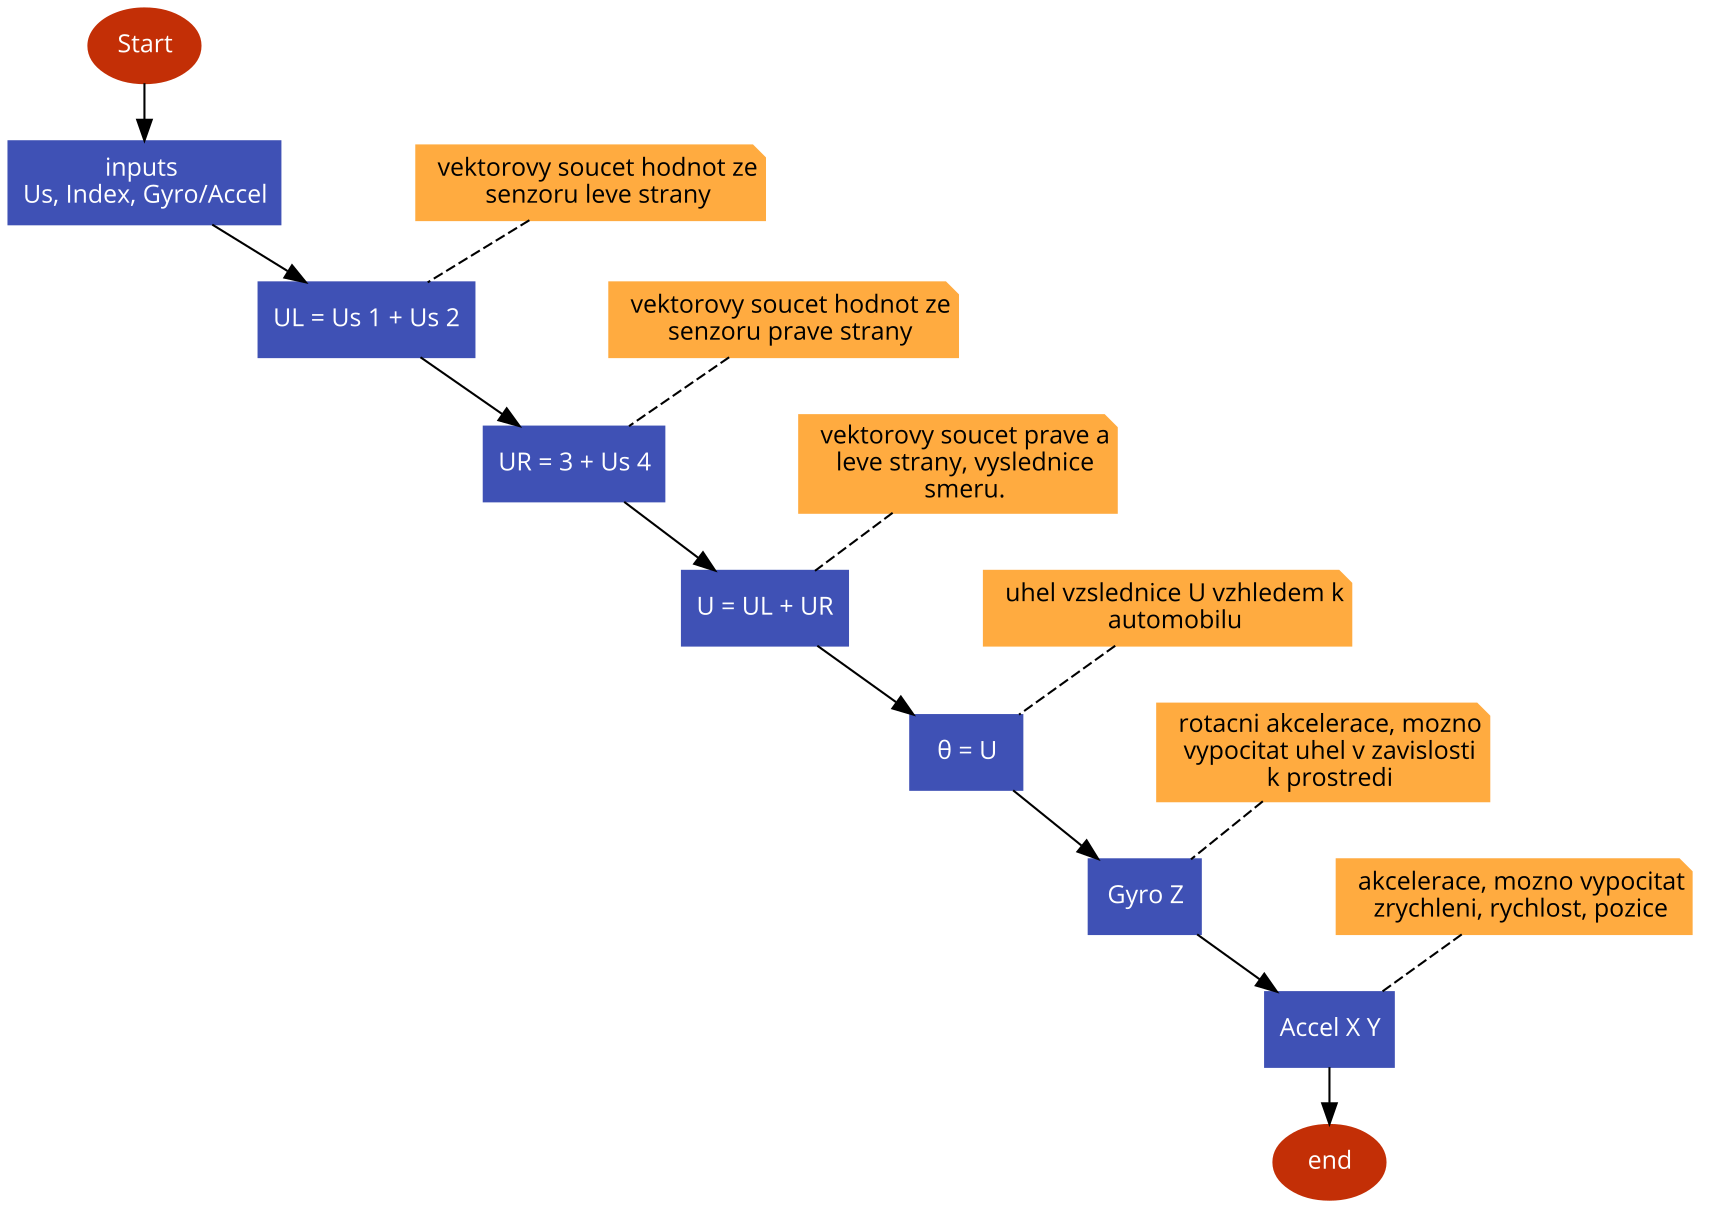 Start
inputs
Us, Index, Gyro/Accel
vektorovy soucet hodnot ze
senzoru leve strany
UL = Us 1 + Us 2
vektorovy soucet hodnot ze
senzoru prave strany
UR = 3 + Us 4
vektorovy soucet prave a
leve strany, vyslednice
smeru.
U = UL + UR
uhel vzslednice U vzhledem k
automobilu
θ = U
rotacni akcelerace, mozno
vypocitat uhel v zavislosti
k prostredi
Gyro Z
akcelerace, mozno vypocitat
zrychleni, rychlost, pozice
Accel X Y
end